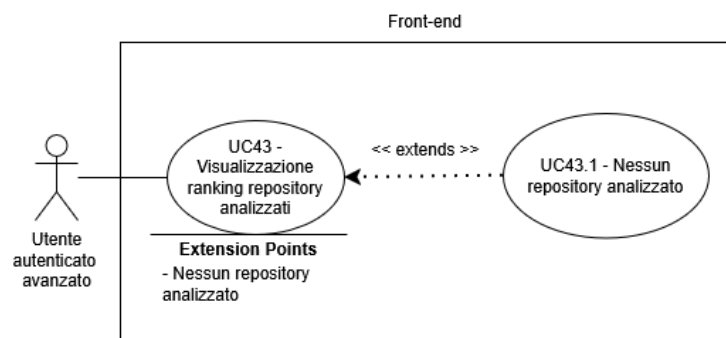 Front-end
UC43 -
Visualizzazione
ranking repository
analizzati
<< extends >>
UC43.1 - Nessun
repository analizzato
Utente
autenticato
avanzato
Extension Points
- Nessun repository
analizzato